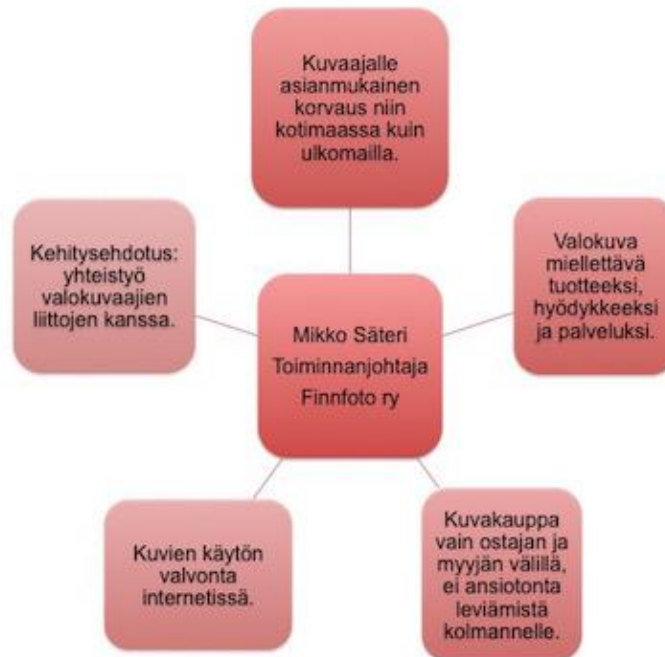 Kuvaajalle
asianmukainen
korvaus niin
kotimaassa kuin
ulkomailla.
Kehitysehdotus:
yhteistyö
valokuvaajien
liittojen kanssa.
Valokuva
miellettävä
tuotteeksi,
hyödykkeeksi
ja palveluksi.
Mikko Säteri
Toiminnanjohtaja
Finnfoto ry
Kuvien käytön
valvonta
internetissä.
Kuvakauppa
vain ostajan ja
myyjän välillä,
ei ansiotonta
leviämistä
kolmannelle.